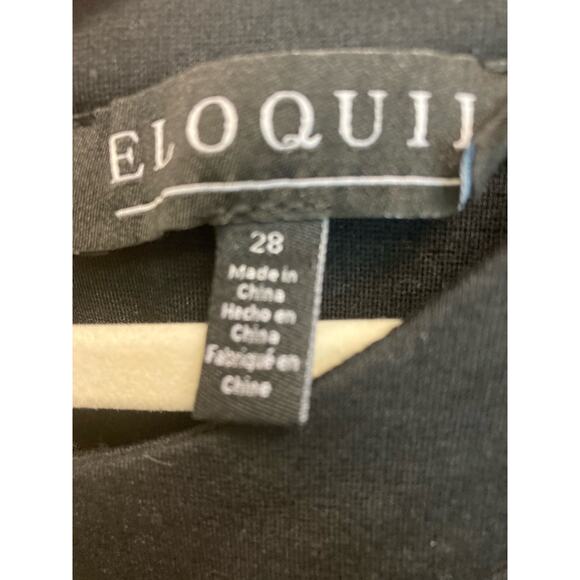 ELOQUII
28
Made in
China
Hecho en
China
Fabriqué en
Chine